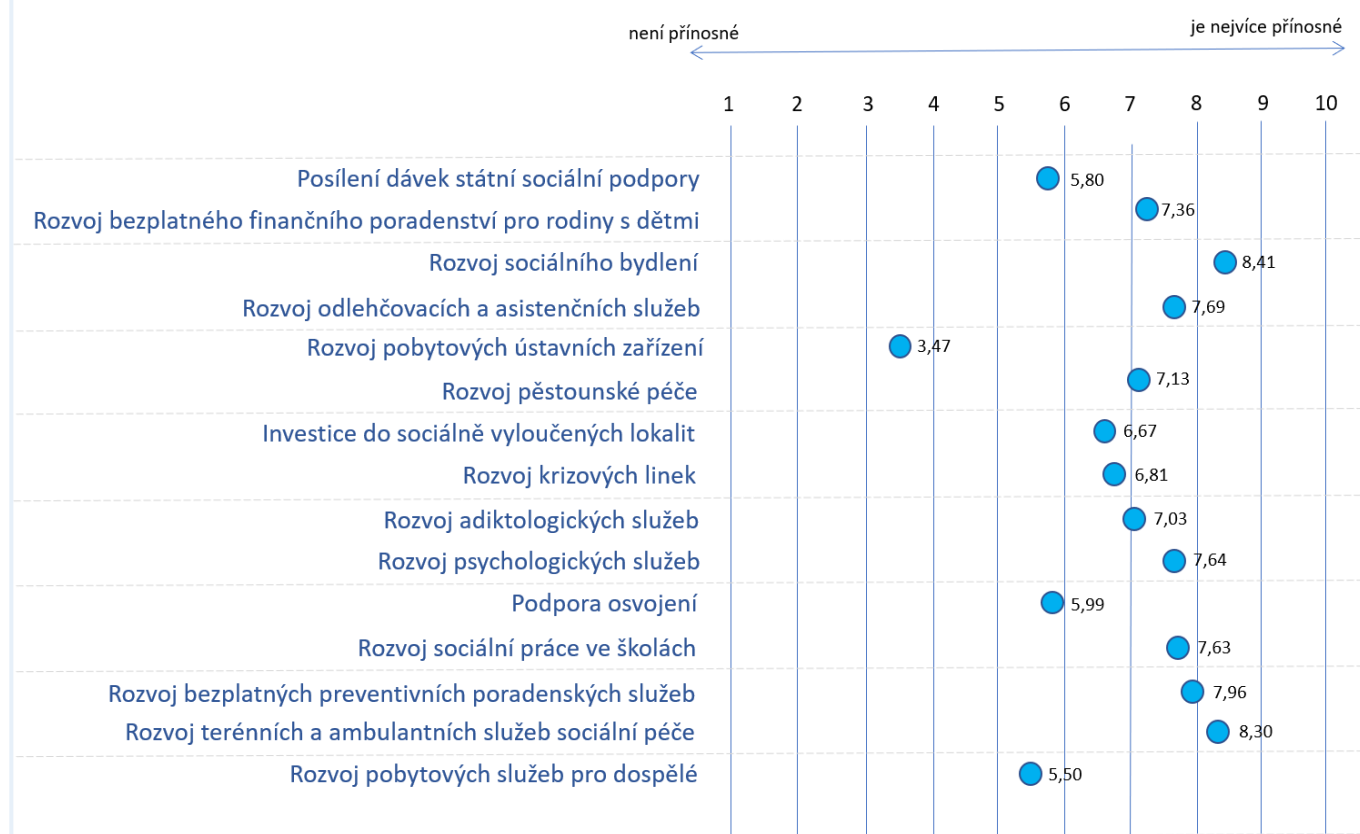 není přínosné
je nejvíce přínosné
1 2 3 4 5 6 7 8 9 10
Posílení dávek státní sociální podpory 5,80
Rozvoj bezplatného finančního poradenství pro rodiny s dětmi 7,36
Rozvoj sociálního bydlení 8,41
Rozvoj odlehčovacích a asistenčních služeb 7,69
Rozvoj pobytových ústavních zařízení 3,47
Rozvoj pěstounské péče 7,13
Investice do sociálně vyloučených lokalit 6,67
Rozvoj krizových linek 6,81
Rozvoj adiktologických služeb 7,03
Rozvoj psychologických služeb 7,64
Podpora osvojení 5,99
Rozvoj sociální práce ve školách 7,63
Rozvoj bezplatných preventivních poradenských služeb 7,96
Rozvoj terénních a ambulantních služeb sociální péče 8,30
Rozvoj pobytových služeb pro dospělé 5,50